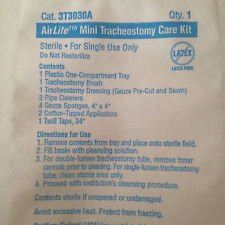 Cat. 3T3030A Qty. 1
AirLife™ Mini Tracheostomy Care Kit
Sterile • For Single Use Only
Do Not Resterilize
LATEX
LATEX FREE
Contents
1 Plastic One-Compartment Tray
1 Tracheostomy Brush
1 Tracheostomy Dressing (Gauze Pre-Cut and Sewn)
3 Pipe Cleaners
4 Gauze Sponges, 4" x 4"
2 Cotton-Tipped Applicators
1 Twill Tape, 34"
Directions for Use
1. Remove contents from tray and place onto sterile field.
2. Fill basin with cleansing solution.
3. For double-lumen tracheostomy tube, remove inner
cannula prior to cleaning. For single-lumen tracheostomy
tube, clean stoma area only.
4. Proceed with institution's cleansing procedure.
Contents sterile if unopened or undamaged.
Avoid excessive heat. Protect from freezing.